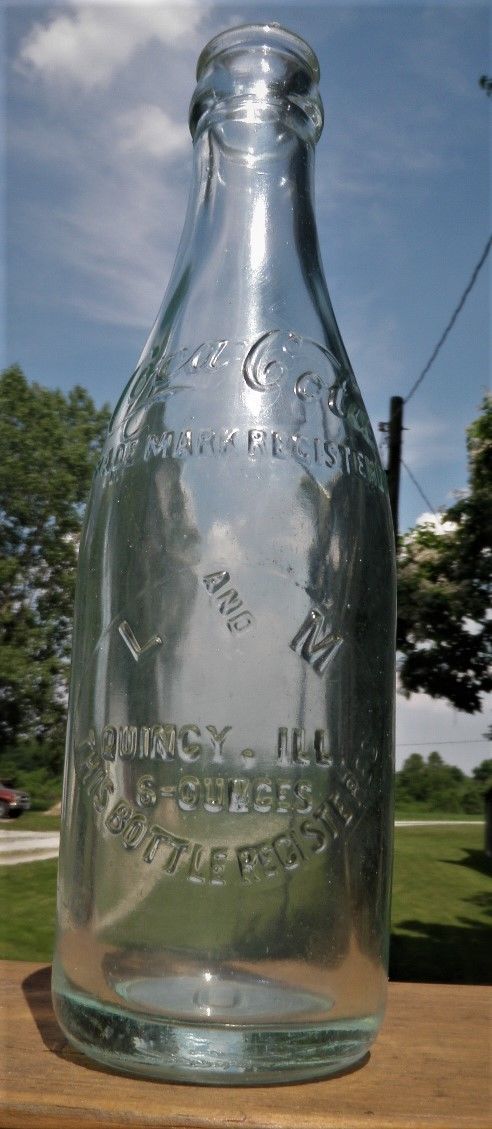 Coca-Cola
TRADE MARK REGISTERED
L AND M
QUINCY. ILL.
6-OUNCES
THIS BOTTLE REGISTERED